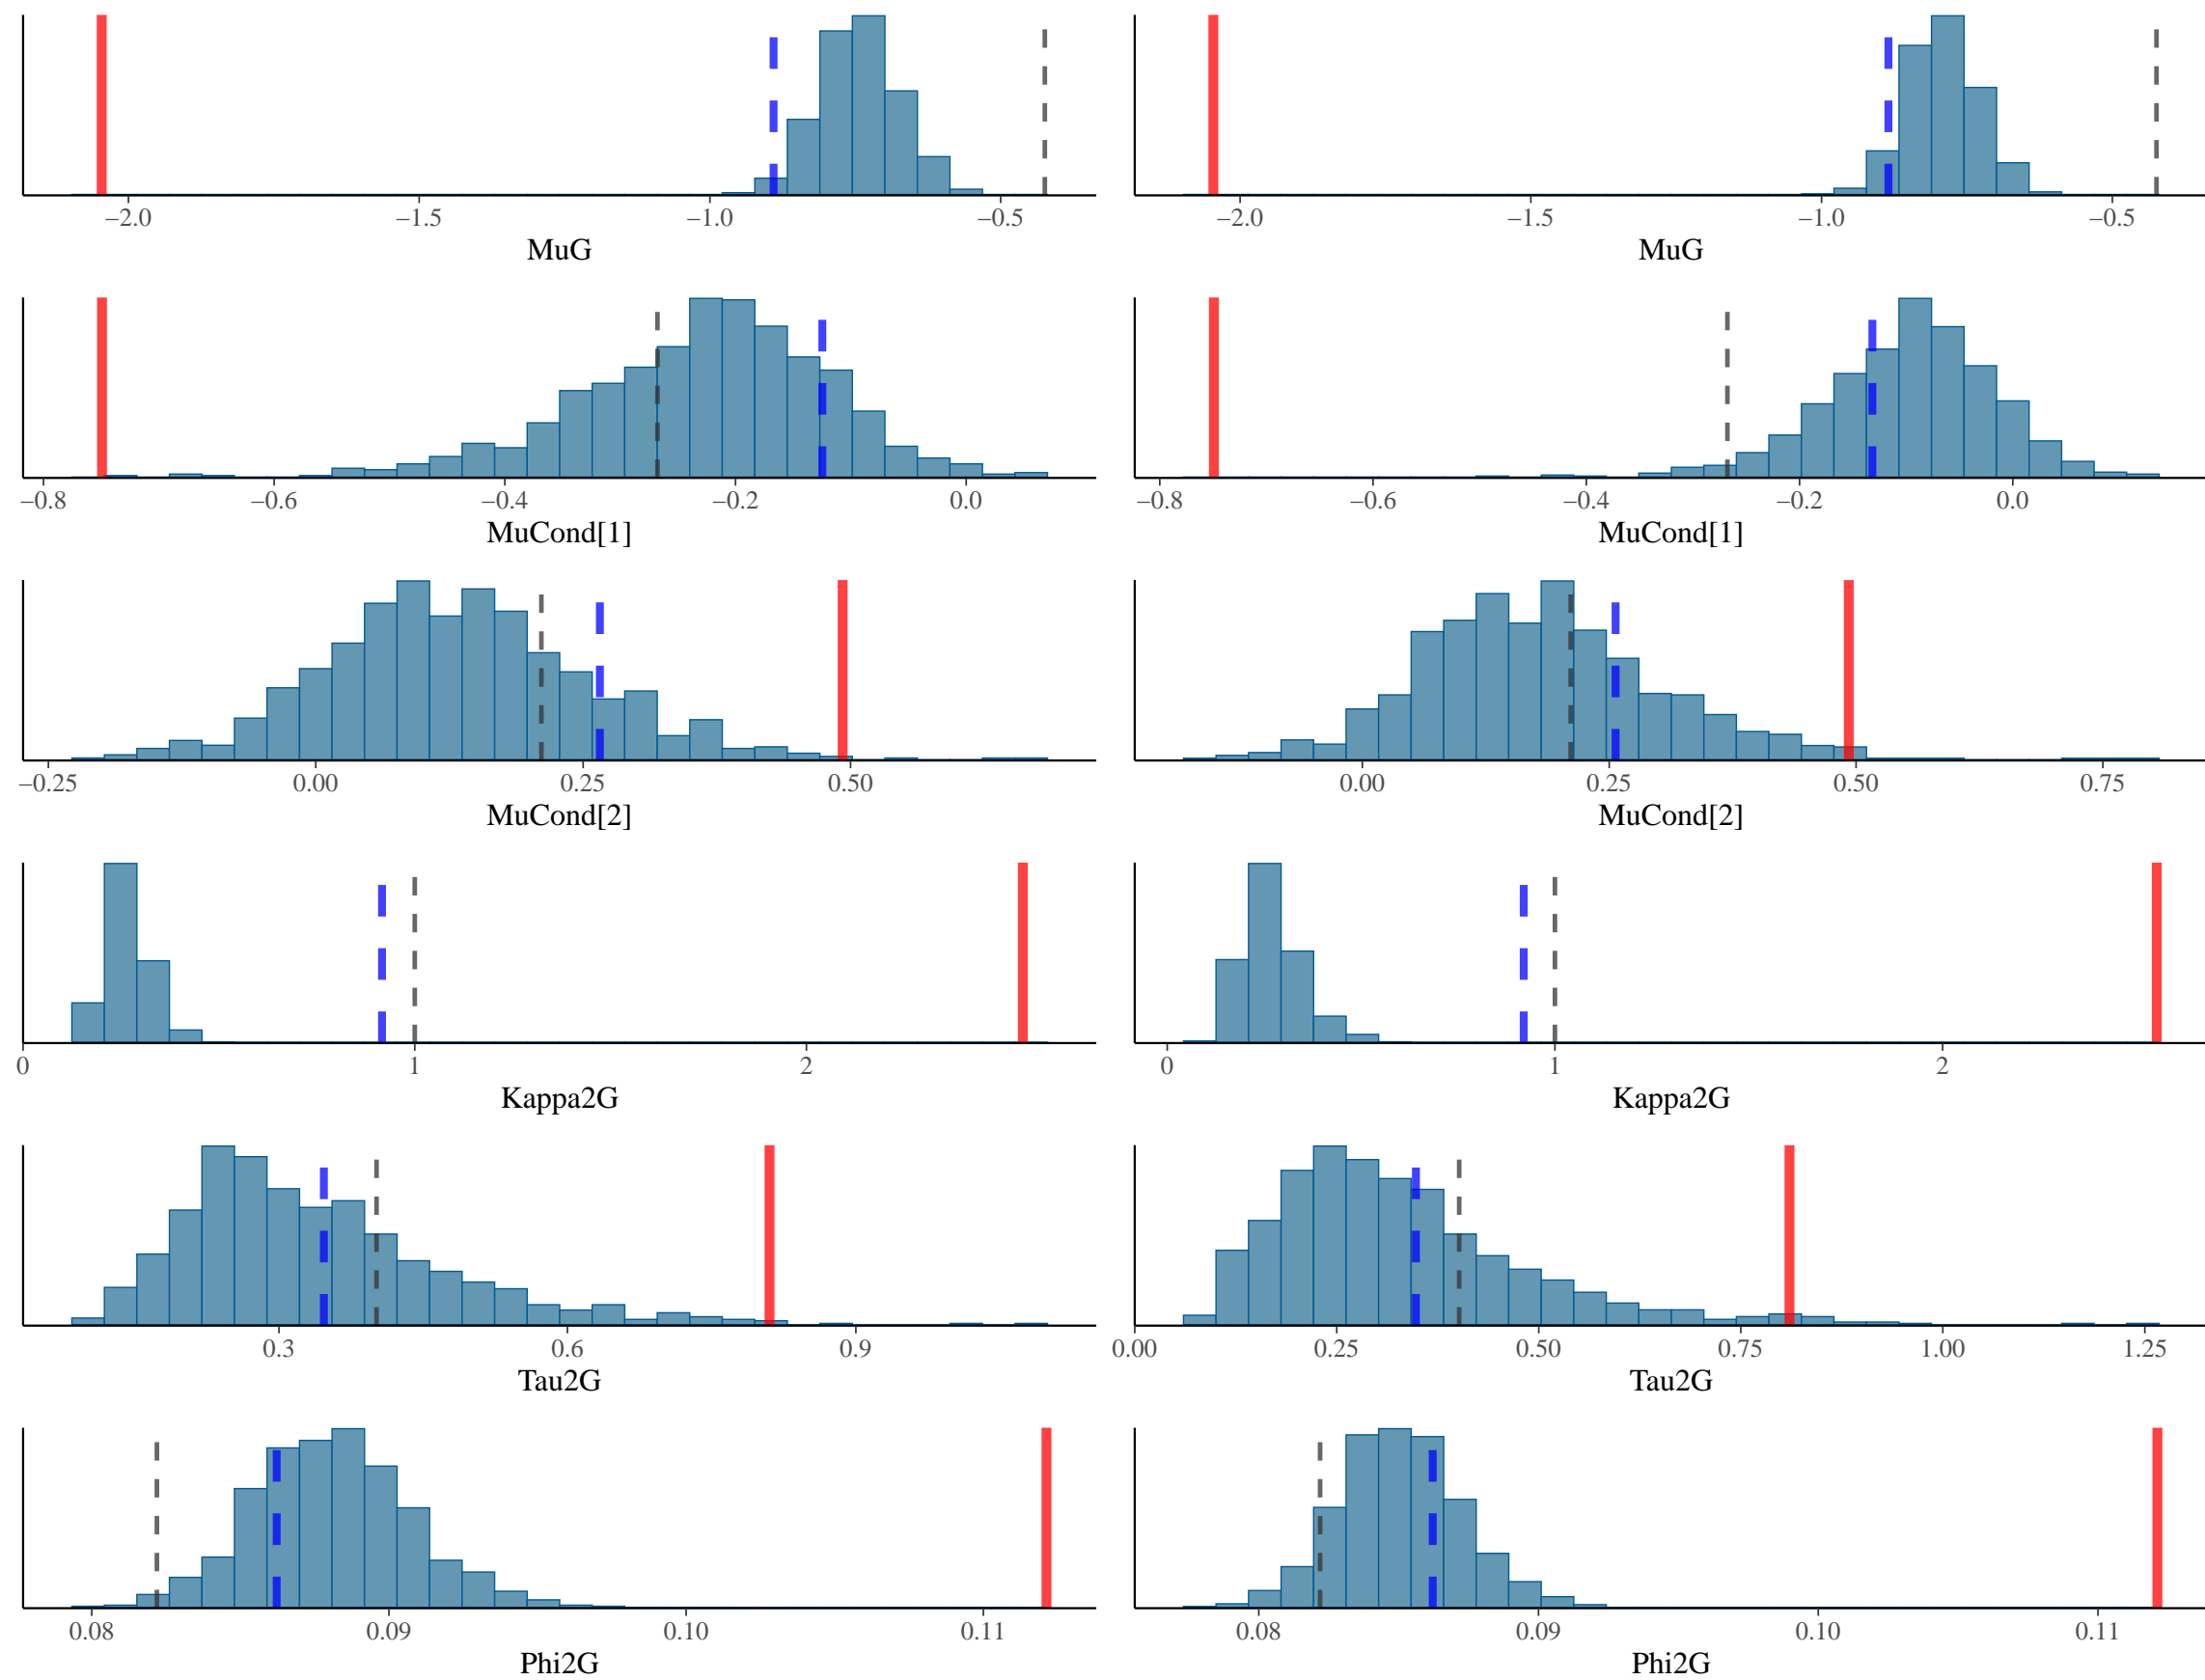 −2.0 −1.5 −1.0 −0.5 −2.0 −1.5 −1.0 −0.5
MuG MuG
−0.8 −0.6 −0.4 −0.2 0.0 −0.8 −0.6 −0.4 −0.2 0.0
MuCond[1] MuCond[1]
−0.25 0.00 0.25 0.50 0.00 0.25 0.50 0.75
MuCond[2] MuCond[2]
0 1 2 0 1 2
Kappa2G Kappa2G
0.3 0.6 0.9 0.00 0.25 0.50 0.75 1.00 1.25
Tau2G Tau2G
0.08 0.09 0.10 0.11 0.08 0.09 0.10 0.11
Phi2G Phi2G